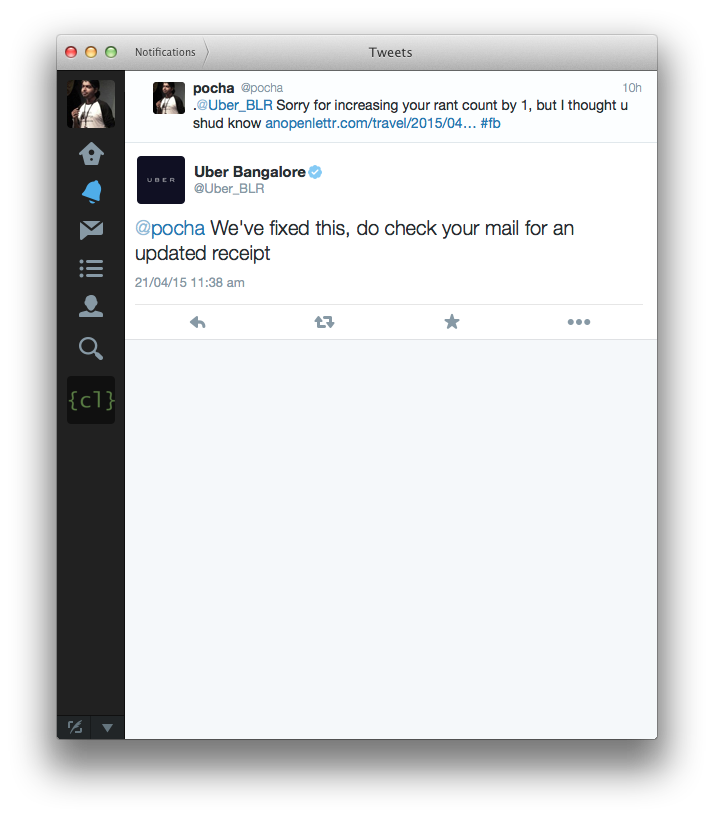 Notifications
Tweets
pocha @pocha 10h
.@Uber_BLR Sorry for increasing your rant count by 1, but I thought u
shud know anopenlettr.com/travel/2015/04… #fb
UBER
Uber Bangalore
@Uber_BLR
@pocha We've fixed this, do check your mail for an
updated receipt
21/04/15 11:38 am
{cl}